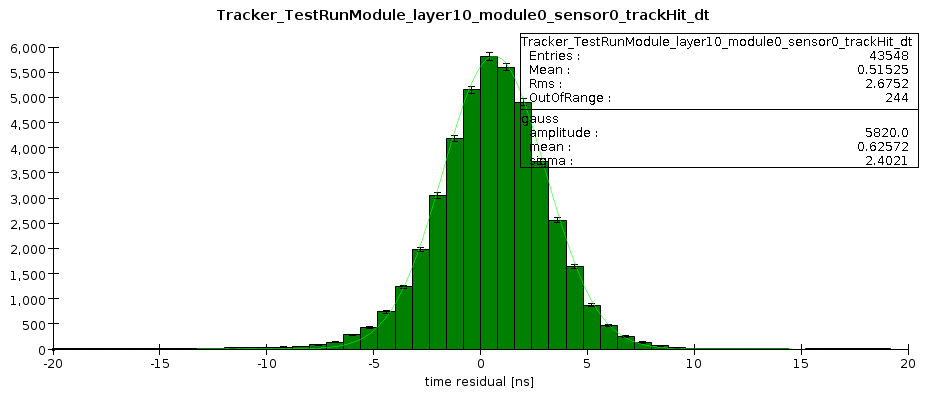 Tracker_TestRunModule_layer10_module0_sensor0_trackHit_dt
Tracker_TestRunModule_layer10_module0_sensor0_trackHit_dt
Entries : 43548
Mean : 0.51525
Rms : 2.6752
OutOfRange : 244
gauss
amplitude : 5820.0
mean : 0.62572
sigma : 2.4021
6,000
5,500
5,000
4,500
4,000
3,500
3,000
2,500
2,000
1,500
1,000
500
0
-20 -15 -10 -5 0 5 10 15 20
time residual [ns]